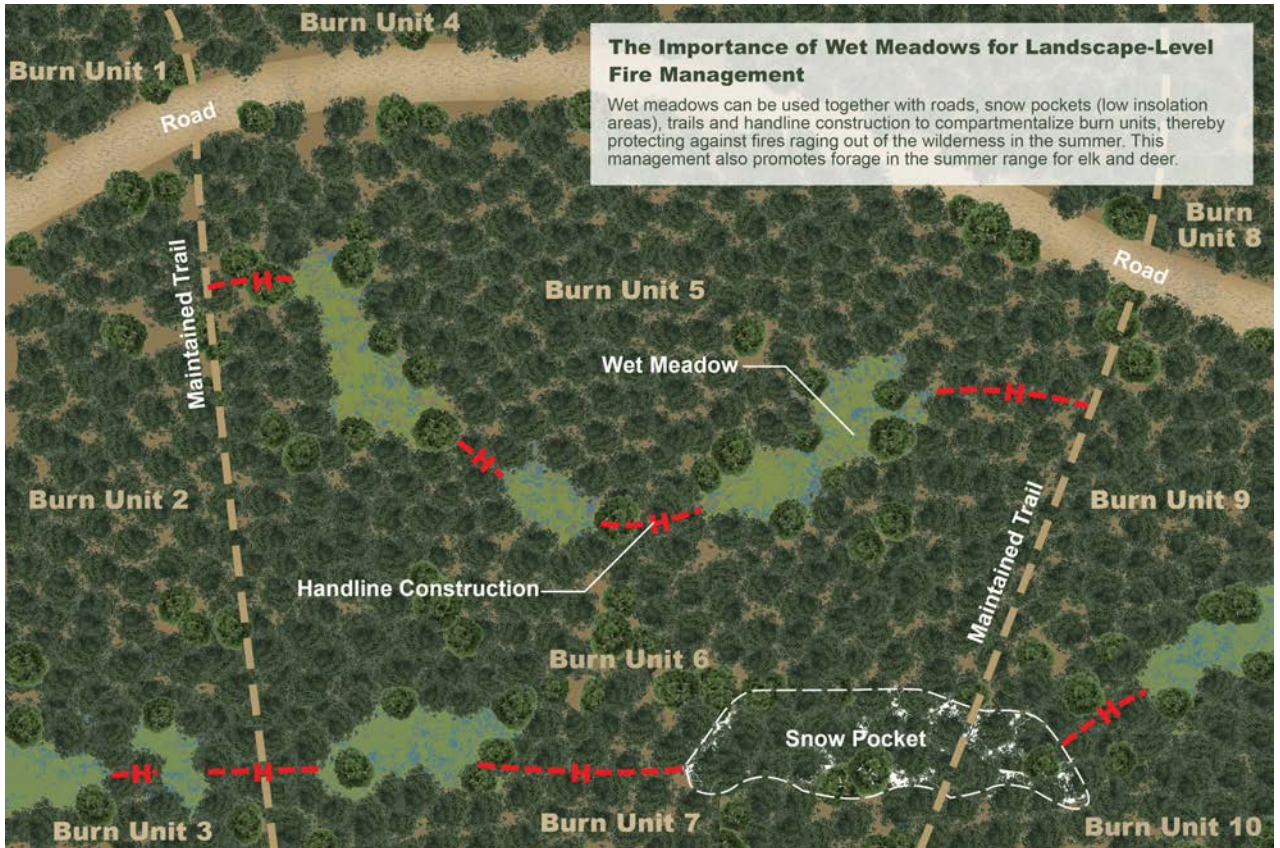 Burn Unit 4
The Importance of Wet Meadows for Landscape-Level
Fire Management
Wet meadows can be used together with roads, snow pockets (low insolation
areas), trails and handline construction to compartmentalize burn units, thereby
protecting against fires raging out of the wilderness in the summer. This
management also promotes forage in the summer range for elk and deer.
Burn Unit 1
Road
Burn
Unit 8
Road
Maintained Trail
H
Burn Unit 5
Wet Meadow
H
H
Burn Unit 2
Burn Unit 9
H
Handline Construction
Maintained Trail
Burn Unit 6
H
Snow Pocket
H
H
H
Burn Unit 3
Burn Unit 7
Burn Unit 10